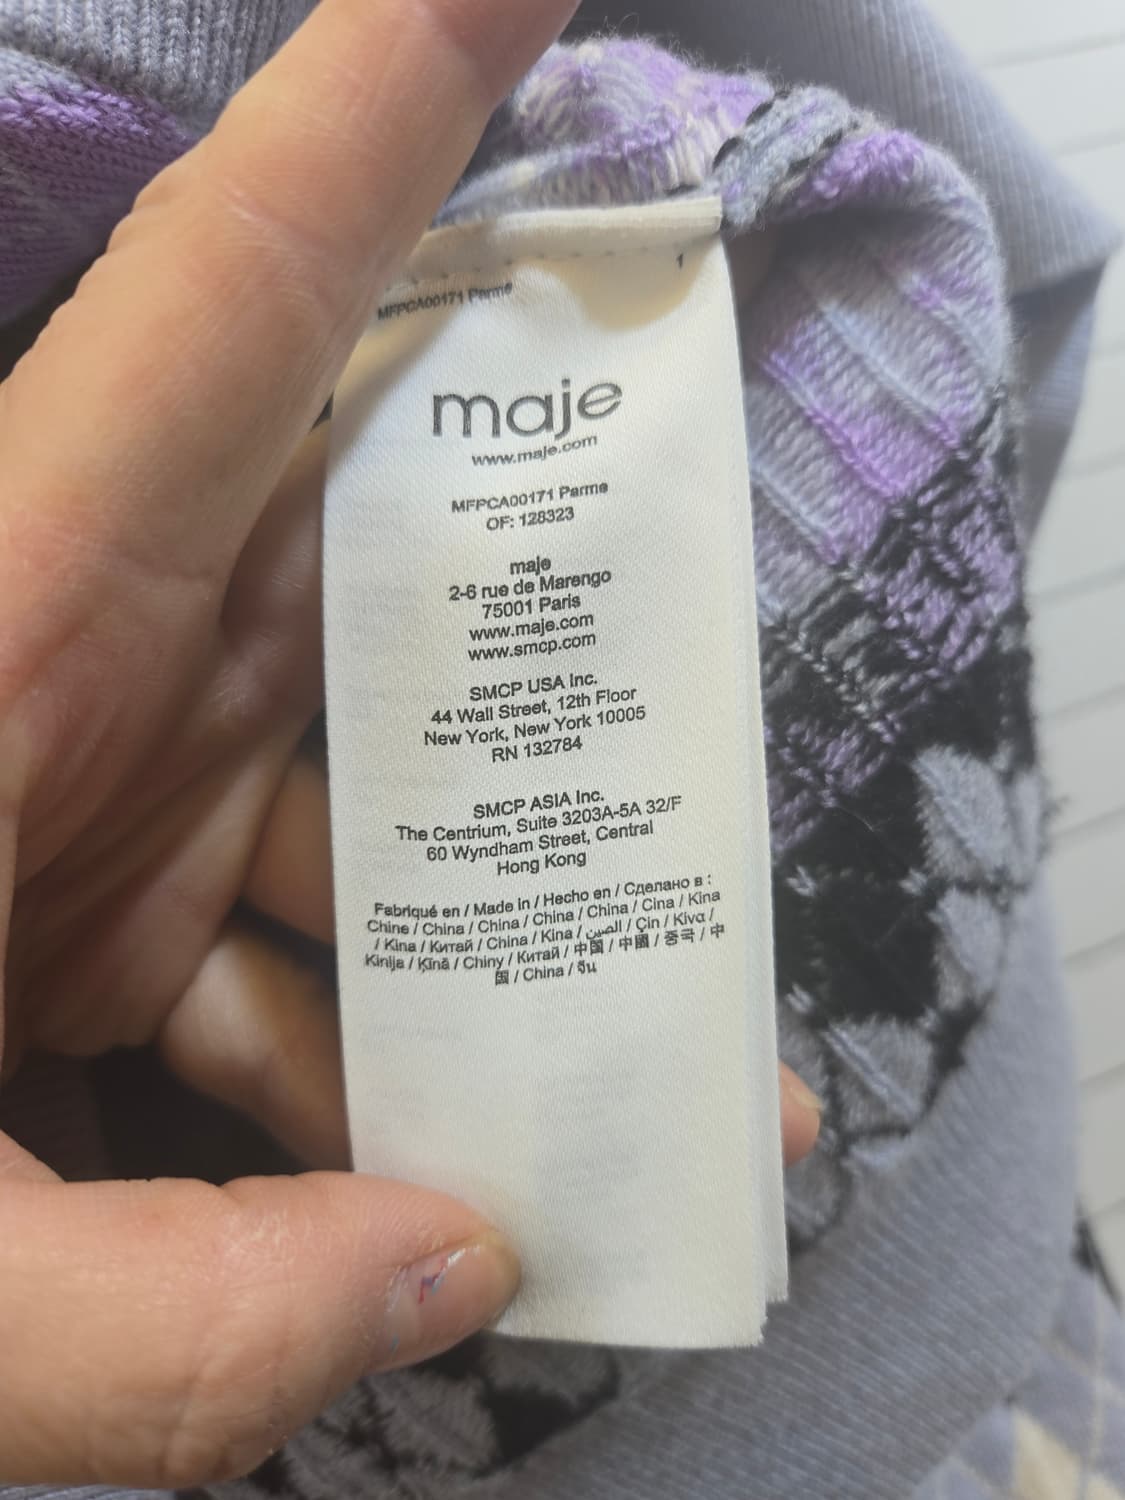 1
MFPCA00171 Parme
maje
www.maje.com
MFPCA00171 Parme
OF: 128323
maje
2-6 rue de Marengo
75001 Paris
www.maje.com
www.smcp.com
SMCP USA Inc.
44 Wall Street, 12th Floor
New York, New York 10005
RN 132784
SMCP ASIA Inc.
The Centrium, Suite 3203A-5A 32/F
60 Wyndham Street, Central
Hong Kong
Fabriqué en / Made in / Hecho en / Сделано в :
Chine / China / China / China / China / Cina / Kina
/ Kina / Китай / China / Kina / الصين / Çin / Κίνα /
Kinija / Ķīnā / Chiny / Китай / 中国 / 中國 / 중국 / 中
国 / China / จีน